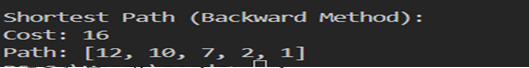 Shortest Path (Backward Method):
Cost: 16
Path: [12, 10, 7, 2, 1]